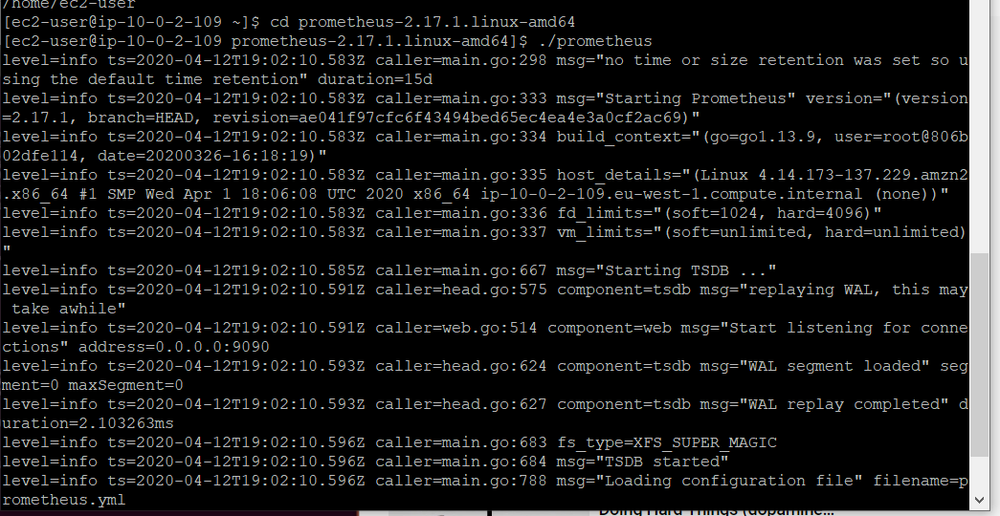 /home/ec2-user
[ec2-user@ip-10-0-2-109 ~]$ cd prometheus-2.17.1.linux-amd64
[ec2-user@ip-10-0-2-109 prometheus-2.17.1.linux-amd64]$ ./prometheus
level=info ts=2020-04-12T19:02:10.583Z caller=main.go:298 msg="no time or size retention was set so u
sing the default time retention" duration=15d
level=info ts=2020-04-12T19:02:10.583Z caller=main.go:333 msg="Starting Prometheus" version="(version
=2.17.1, branch=HEAD, revision=ae041f97cfc6f43494bed65ec4ea4e3a0cf2ac69)"
level=info ts=2020-04-12T19:02:10.583Z caller=main.go:334 build_context="(go=go1.13.9, user=root@806b
02dfe114, date=20200326-16:18:19)"
level=info ts=2020-04-12T19:02:10.583Z caller=main.go:335 host_details="(Linux 4.14.173-137.229.amzn2
.x86_64 #1 SMP Wed Apr 1 18:06:08 UTC 2020 x86_64 ip-10-0-2-109.eu-west-1.compute.internal (none))"
level=info ts=2020-04-12T19:02:10.583Z caller=main.go:336 fd_limits="(soft=1024, hard=4096)"
level=info ts=2020-04-12T19:02:10.583Z caller=main.go:337 vm_limits="(soft=unlimited, hard=unlimited)
"
level=info ts=2020-04-12T19:02:10.585Z caller=main.go:667 msg="Starting TSDB ..."
level=info ts=2020-04-12T19:02:10.591Z caller=head.go:575 component=tsdb msg="replaying WAL, this may
 take awhile"
level=info ts=2020-04-12T19:02:10.591Z caller=web.go:514 component=web msg="Start listening for conne
ctions" address=0.0.0.0:9090
level=info ts=2020-04-12T19:02:10.593Z caller=head.go:624 component=tsdb msg="WAL segment loaded" seg
ment=0 maxSegment=0
level=info ts=2020-04-12T19:02:10.593Z caller=head.go:627 component=tsdb msg="WAL replay completed" d
uration=2.103263ms
level=info ts=2020-04-12T19:02:10.596Z caller=main.go:683 fs_type=XFS_SUPER_MAGIC
level=info ts=2020-04-12T19:02:10.596Z caller=main.go:684 msg="TSDB started"
level=info ts=2020-04-12T19:02:10.596Z caller=main.go:788 msg="Loading configuration file" filename=p
rometheus.yml
Doing Hard Things (dopamine...